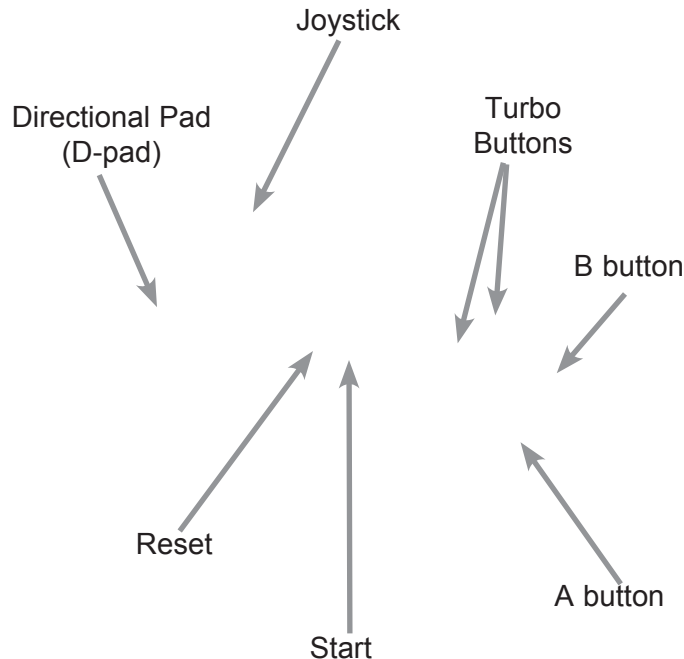 Joystick
Directional Pad
(D-pad)
Turbo
Buttons
B button
Reset
A button
Start